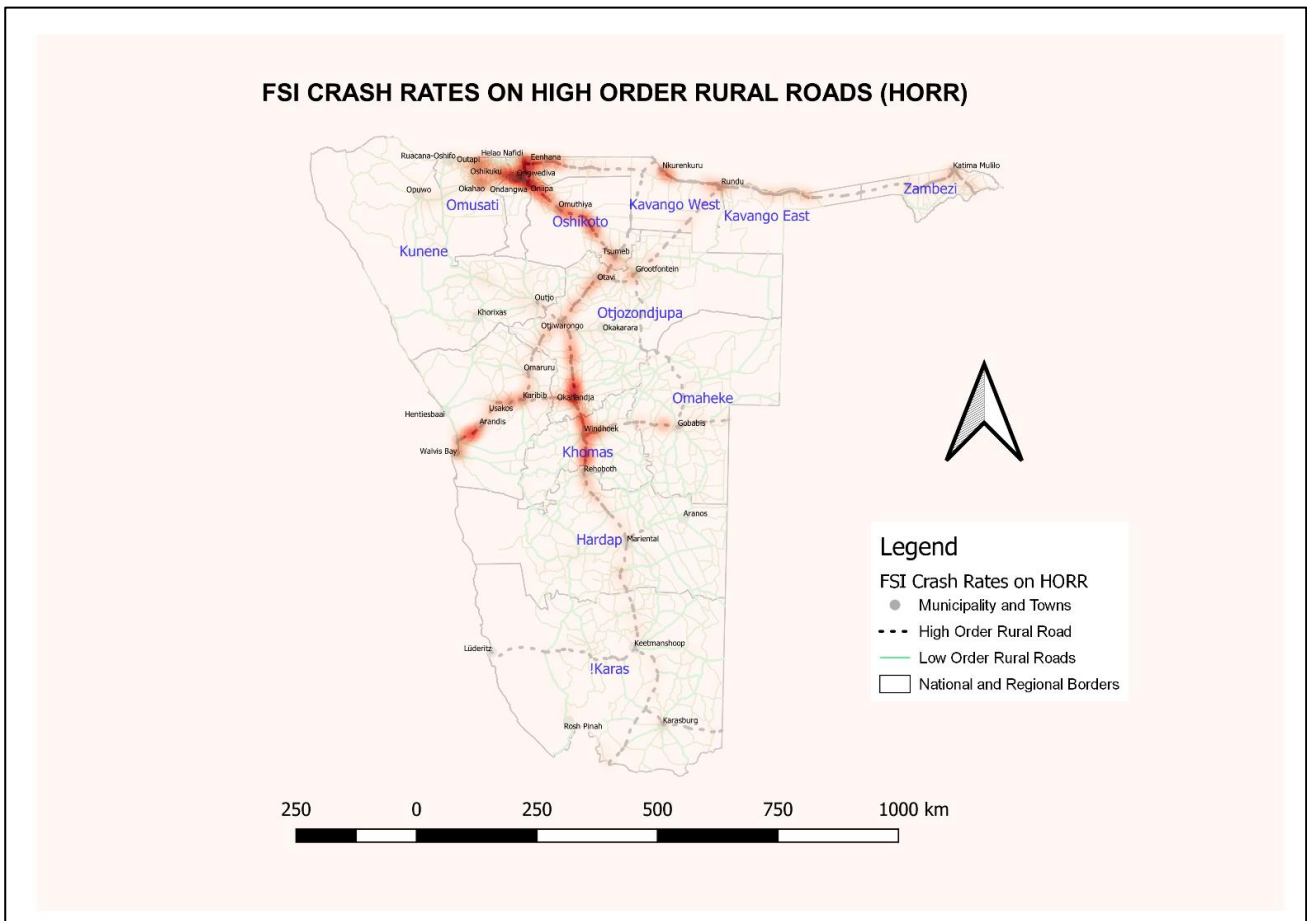 FSI CRASH RATES ON HIGH ORDER RURAL ROADS (HORR)
Helao Nafidi
Ruacana-Oshifo
Outapi
Eenhana
Oshikuku
Ongwediva
Nkurenkuru
Katima Mulilo
Opuwo
Okahao
Ondangwa
Oniipa
Rundu
Zambezi
Omusati
Omuthiya
Kavango West
Kavango East
Oshikoto
Kunene
Tsumeb
Otavi
Grootfontein
Outjo
Khorixas
Otjozondjupa
Otjiwarongo
Okakarara
Omaruru
Karibib
Okahandja
Omaheke
Usakos
Hentiesbaai
Arandis
Windhoek
Gobabis
Walvis Bay
Khomas
Rehoboth
Aranos
Hardap
Mariental
Lüderitz
Keetmanshoop
!Karas
Rosh Pinah
Karasburg
Legend
FSI Crash Rates on HORR
Municipality and Towns
High Order Rural Road
Low Order Rural Roads
National and Regional Borders
250 0 250 500 750 1000 km